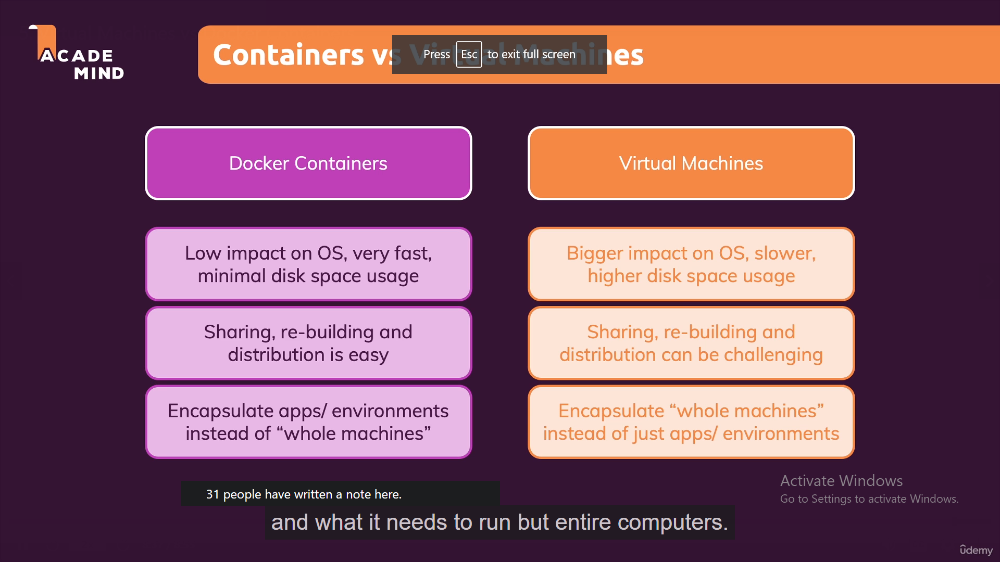 ACADE
MIND
Containers vs Virtual Machines
Press Esc to exit full screen
Docker Containers
Virtual Machines
Low impact on OS, very fast,
minimal disk space usage
Bigger impact on OS, slower,
higher disk space usage
Sharing, re-building and
distribution is easy
Sharing, re-building and
distribution can be challenging
Encapsulate apps/ environments
instead of “whole machines”
Encapsulate “whole machines”
instead of just apps/ environments
31 people have written a note here.
Activate Windows
Go to Settings to activate Windows.
and what it needs to run but entire computers.
ûdemy